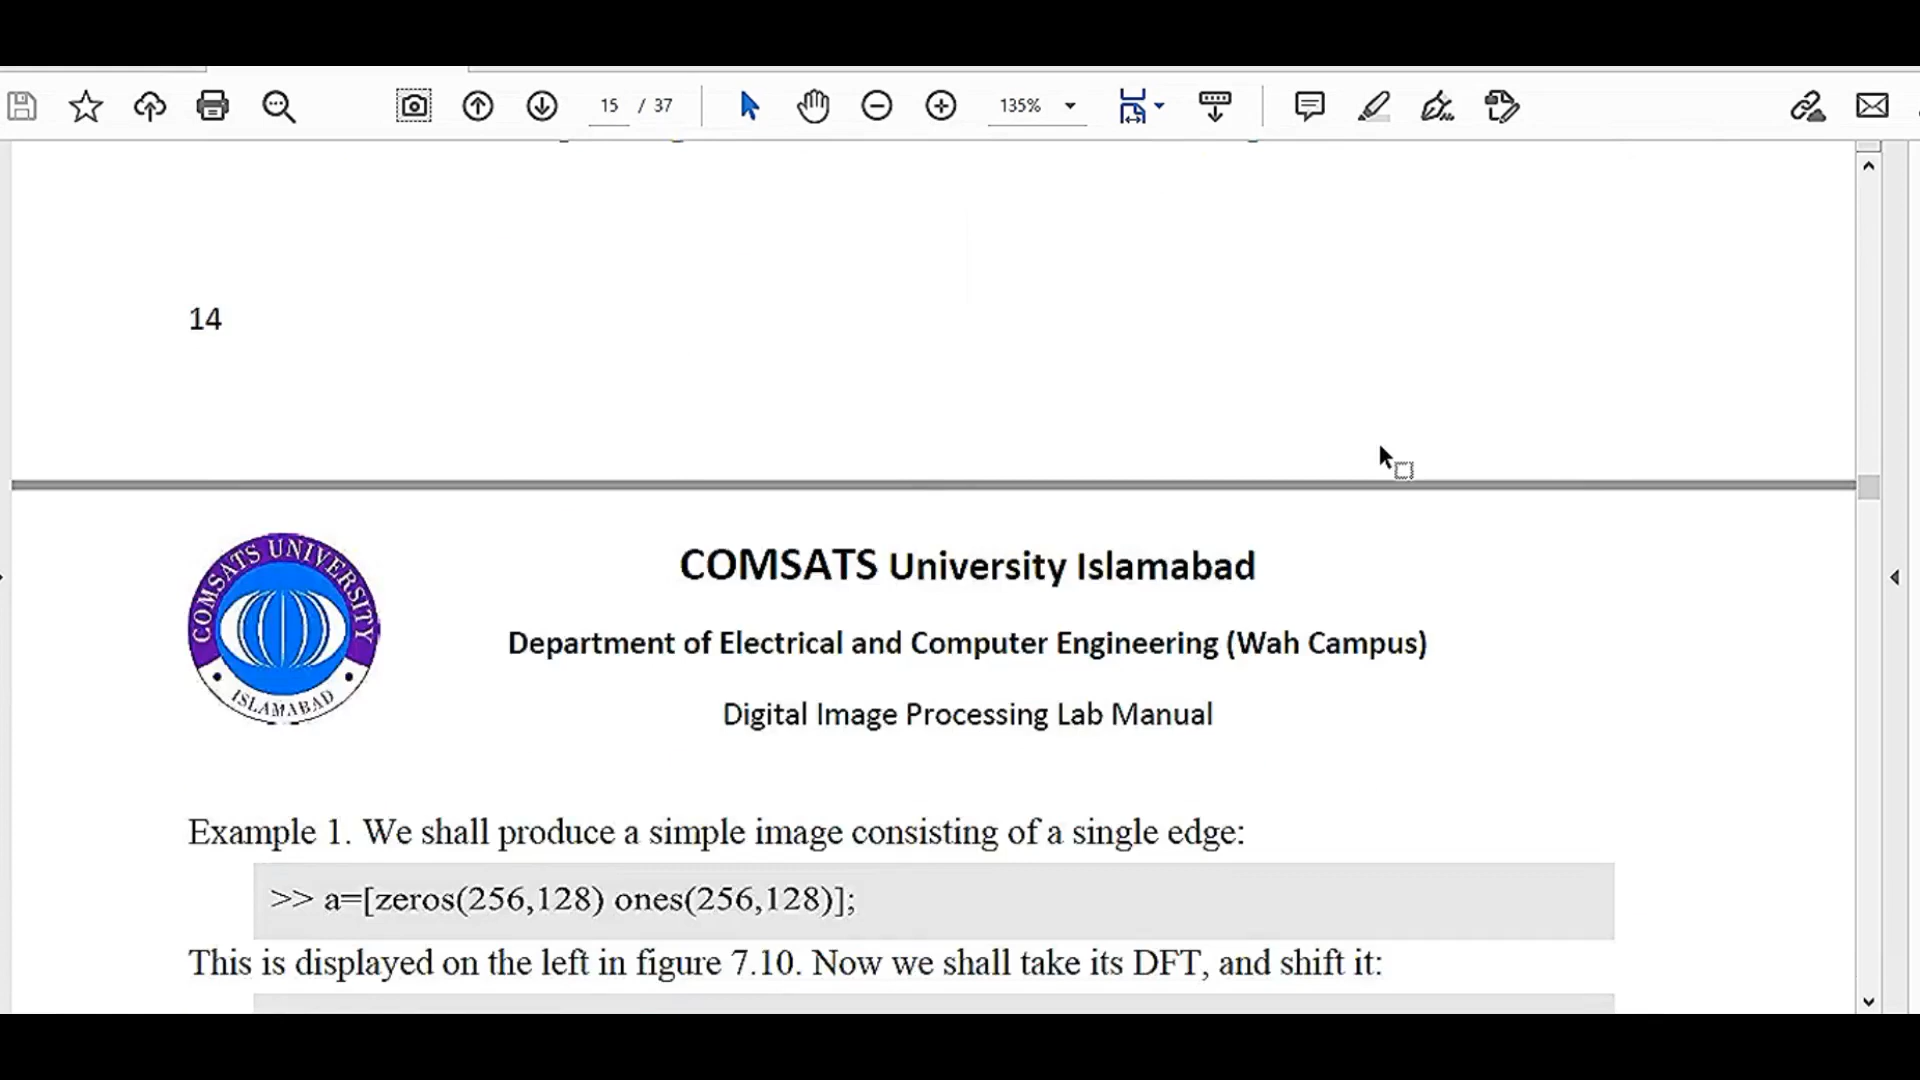 15 / 37
135%
14
COMSATS UNIVERSITY
ISLAMABAD
COMSATS University Islamabad
Department of Electrical and Computer Engineering (Wah Campus)
Digital Image Processing Lab Manual
Example 1. We shall produce a simple image consisting of a single edge:
>> a=[zeros(256,128) ones(256,128)];
This is displayed on the left in figure 7.10. Now we shall take its DFT, and shift it: